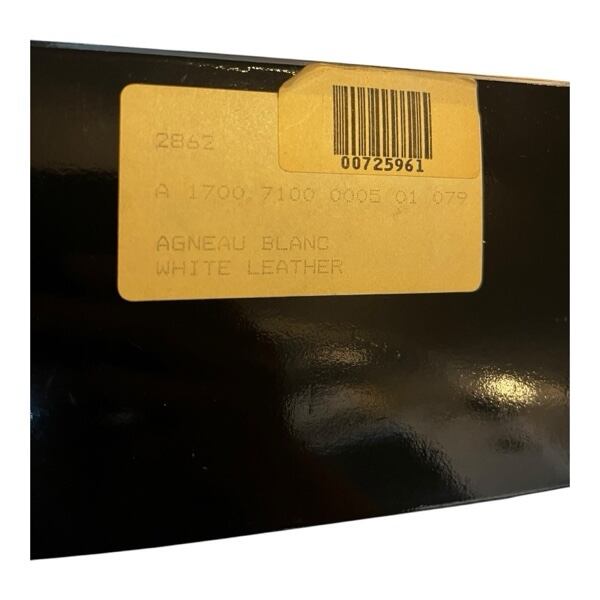 2862
00725961
A 1700 7100 0005 01 079
AGNEAU BLANC
WHITE LEATHER